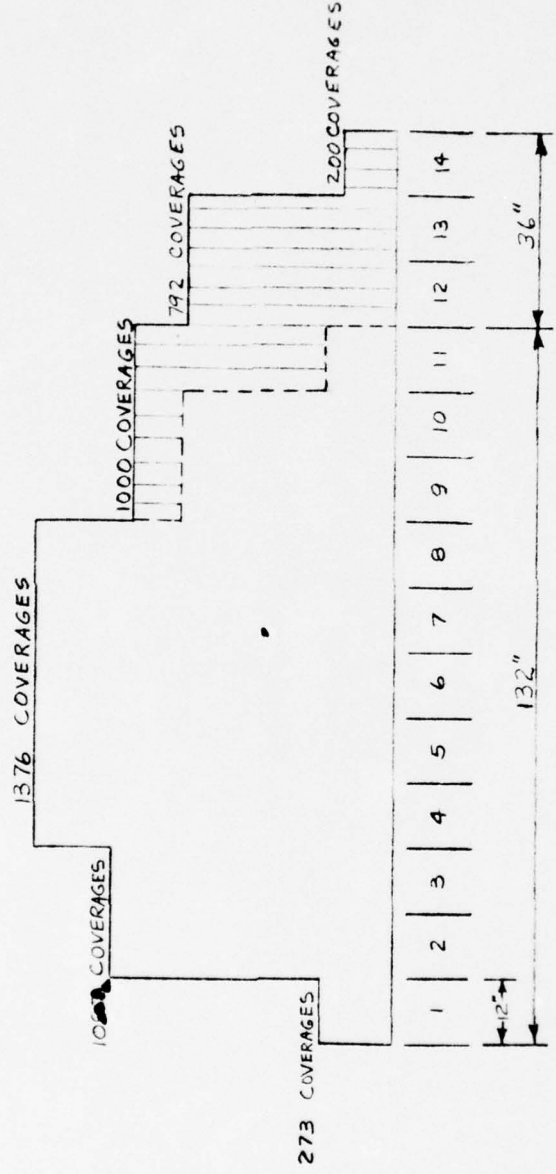 1376 COVERAGES
1000 COVERAGES
792 COVERAGES
200 COVERAGES
COVERAGES
273 COVERAGES
1 2 3 4 5 6 7 8 9 10 11 12 13 14
12"
132"
36"